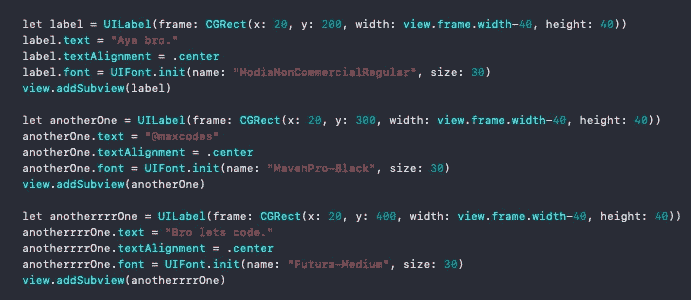 let label = UILabel(frame: CGRect(x: 20, y: 200, width: view.frame.width-40, height: 40))
label.text = "Aye bro."
label.textAlignment = .center
label.font = UIFont.init(name: "ModiaNonCommercialRegular", size: 30)
view.addSubview(label)
let anotherOne = UILabel(frame: CGRect(x: 20, y: 300, width: view.frame.width-40, height: 40))
anotherOne.text = "@maxcodes"
anotherOne.textAlignment = .center
anotherOne.font = UIFont.init(name: "MavenPro-Black", size: 30)
view.addSubview(anotherOne)
let anotherrrrOne = UILabel(frame: CGRect(x: 20, y: 400, width: view.frame.width-40, height: 40))
anotherrrrOne.text = "Bro lets code."
anotherrrrOne.textAlignment = .center
anotherrrrOne.font = UIFont.init(name: "Futura-Medium", size: 30)
view.addSubview(anotherrrrOne)